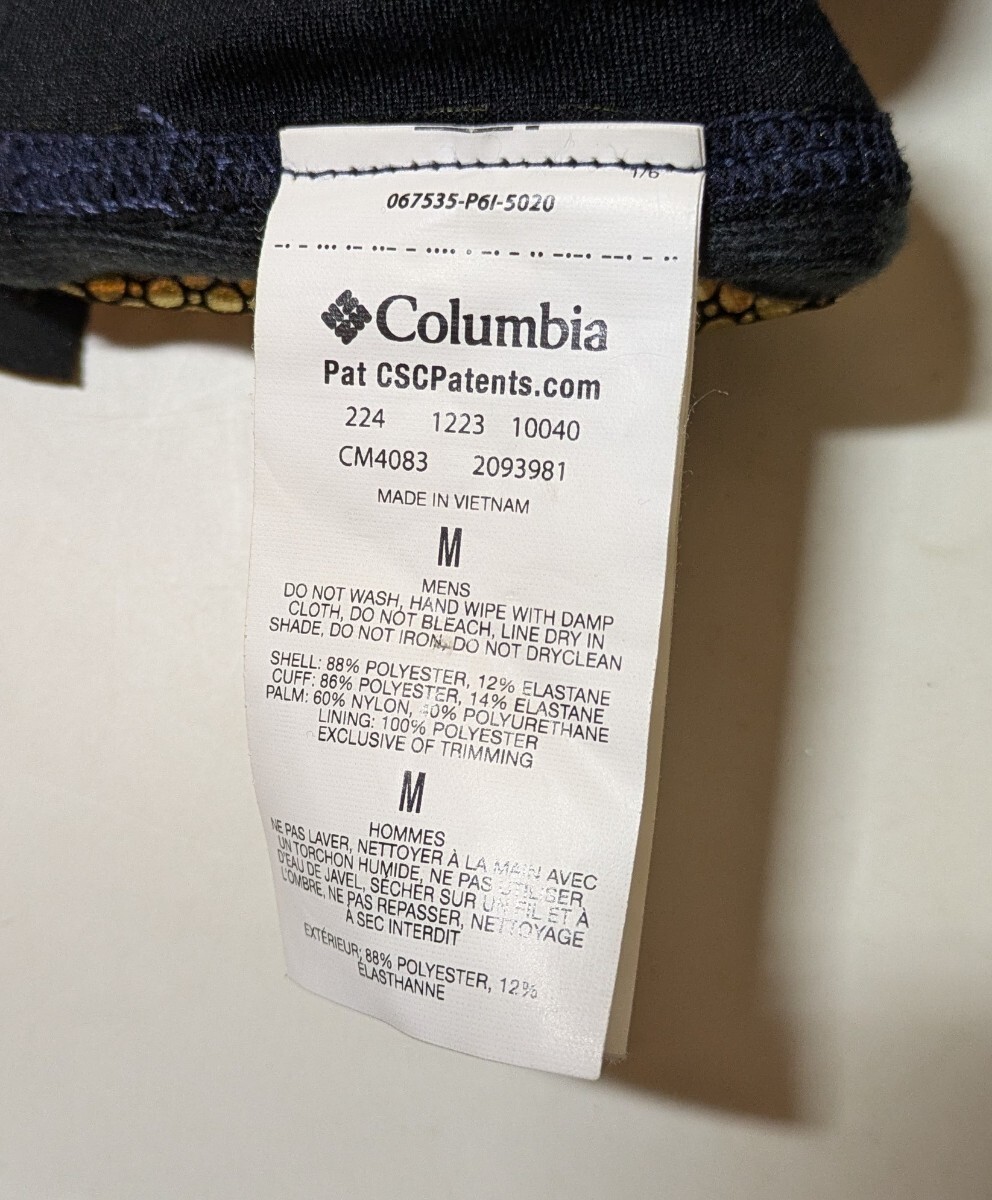 1/6
067535-P6I-5020
Columbia
Pat CSCPatents.com
224 1223 10040
CM4083 2093981
MADE IN VIETNAM
M
MENS
DO NOT WASH, HAND WIPE WITH DAMP
CLOTH, DO NOT BLEACH, LINE DRY IN
SHADE, DO NOT IRON, DO NOT DRYCLEAN
SHELL: 88% POLYESTER, 12% ELASTANE
CUFF: 86% POLYESTER, 14% ELASTANE
PALM: 60% NYLON, 40% POLYURETHANE
LINING: 100% POLYESTER
EXCLUSIVE OF TRIMMING
M
HOMMES
NE PAS LAVER, NETTOYER À LA MAIN AVEC
UN TORCHON HUMIDE, NE PAS UTILISER
D'EAU DE JAVEL, SÉCHER SUR UN FIL ET À
L'OMBRE, NE PAS REPASSER, NETTOYAGE
À SEC INTERDIT
EXTÉRIEUR: 88% POLYESTER, 12%
ÉLASTHANNE